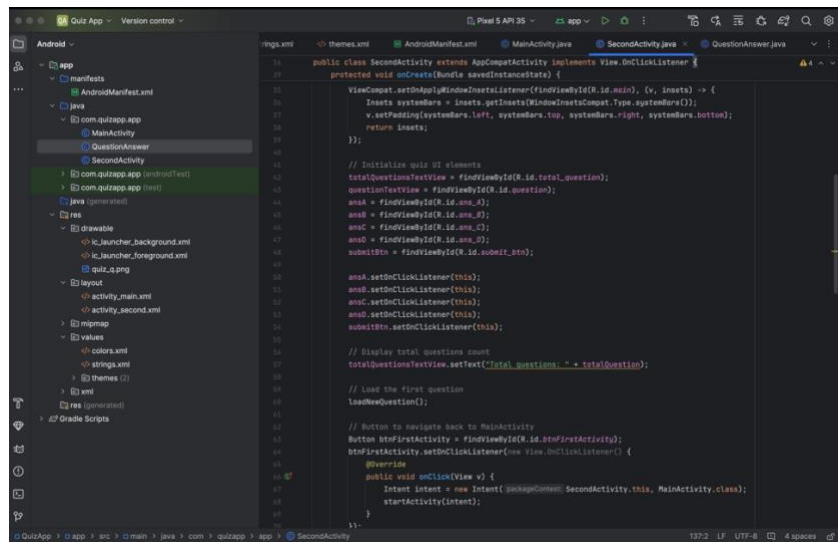 QA Quiz App Version control
Pixel 5 API 35 app
Android
app
manifests
AndroidManifest.xml
java
com.quizapp.app
MainActivity
QuestionAnswer
SecondActivity
com.quizapp.app (androidTest)
com.quizapp.app (test)
java (generated)
res
drawable
ic_launcher_background.xml
ic_launcher_foreground.xml
quiz_q.png
layout
activity_main.xml
activity_second.xml
mipmap
values
colors.xml
strings.xml
themes (2)
xml
res (generated)
Gradle Scripts
rings.xml themes.xml AndroidManifest.xml MainActivity.java SecondActivity.java QuestionAnswer.java
public class SecondActivity extends AppCompatActivity implements View.OnClickListener {
protected void onCreate(Bundle savedInstanceState) {
ViewCompat.setOnApplyWindowInsetsListener(findViewById(R.id.main), (v, insets) -> {
Insets systemBars = insets.getInsets(WindowInsetsCompat.Type.systemBars());
v.setPadding(systemBars.left, systemBars.top, systemBars.right, systemBars.bottom);
return insets;
});
// Initialize quiz UI elements
totalQuestionsTextView = findViewById(R.id.total_question);
questionTextView = findViewById(R.id.question);
ansA = findViewById(R.id.ans_A);
ansB = findViewById(R.id.ans_B);
ansC = findViewById(R.id.ans_C);
ansD = findViewById(R.id.ans_D);
submitBtn = findViewById(R.id.submit_btn);
ansA.setOnClickListener(this);
ansB.setOnClickListener(this);
ansC.setOnClickListener(this);
ansD.setOnClickListener(this);
submitBtn.setOnClickListener(this);
// Display total questions count
totalQuestionsTextView.setText("Total questions: " + totalQuestion);
// Load the first question
loadNewQuestion();
// Button to navigate back to MainActivity
Button btnFirstActivity = findViewById(R.id.btnFirstActivity);
btnFirstActivity.setOnClickListener(new View.OnClickListener() {
@Override
public void onClick(View v) {
Intent intent = new Intent( packageContext: SecondActivity.this, MainActivity.class);
startActivity(intent);
}
});
QuizApp > app > src > main > java > com > quizapp > app > SecondActivity
137:2 LF UTF-8 4 spaces